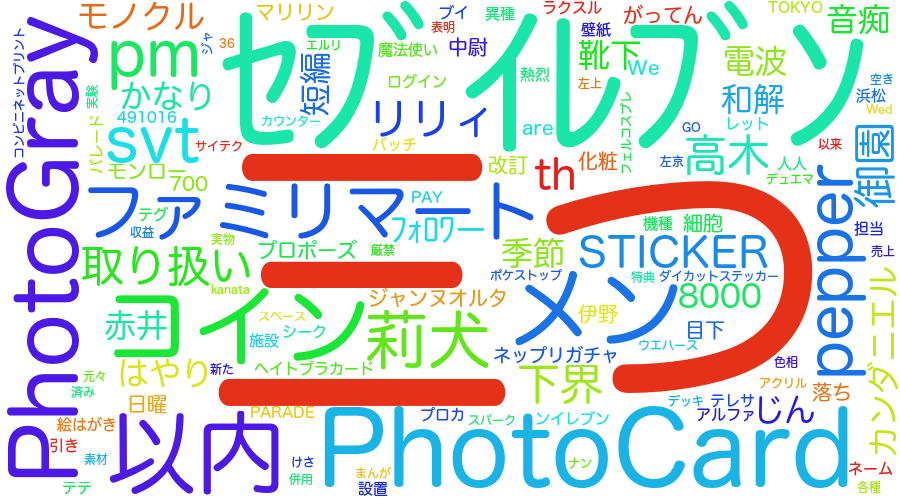 モノクル
マリリン
ブイ
表明
異種
ラクスル
がってん
壁紙
TOKYO
音痴
コンビニネットプリント
ジャ
36
エルリ
魔法使い
中尉
靴下
電波
空き
pm
セブンイレブン
短編
ログイン
熱烈
左上
We
浜松
Wed
実験
かなり
カウンター
リリィ
are
フェルコスプレ
和解
GO
レット
以来
491016
svt
サイテク
バッチ
改訂
th
化粧
左京
高木
人人
デュエマ
御園
PhotoGray
パレード
モンロー
700
ファミリマート
PAY
テグ
収益
実物
フォロワー
機種
細胞
担当
売上
pepper
取り扱い
プロポーズ
厳禁
季節
STICKER
kanata
ポケストップ
特典
ダイカットステッカー
コイン
スペース
ジャンヌオルタ
メン
8000
つ
ニ
赤井
施設
シーク
莉犬
伊野
目下
ウエハース
カンダニエル
元々
済み
はやり
新た
ヘイトプラカード
ネップリガチャ
下界
色相
アクリル
落ち
絵はがき
日曜
PARADE
プロカ
スパーク
ンイレブン
デッキ
テレサ
アルファ
じん
引き
素材
以内
PhotoCard
けさ
併用
まんが
設置
ナン
ネーム
テテ
各種